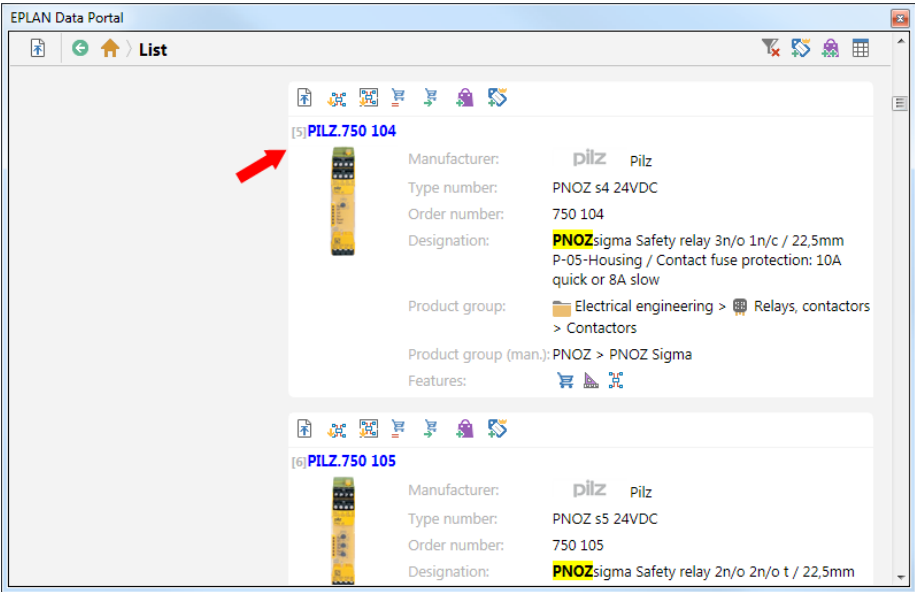 EPLAN Data Portal
List
[5]PILZ.750 104
Manufacturer: pilz Pilz
Type number: PNOZ s4 24VDC
Order number: 750 104
Designation: PNOZsigma Safety relay 3n/o 1n/c / 22,5mm
P-05-Housing / Contact fuse protection: 10A
quick or 8A slow
Product group: Electrical engineering > Relays, contactors
> Contactors
Product group (man.): PNOZ > PNOZ Sigma
Features:
[6]PILZ.750 105
Manufacturer: pilz Pilz
Type number: PNOZ s5 24VDC
Order number: 750 105
Designation: PNOZsigma Safety relay 2n/o 2n/o t / 22,5mm